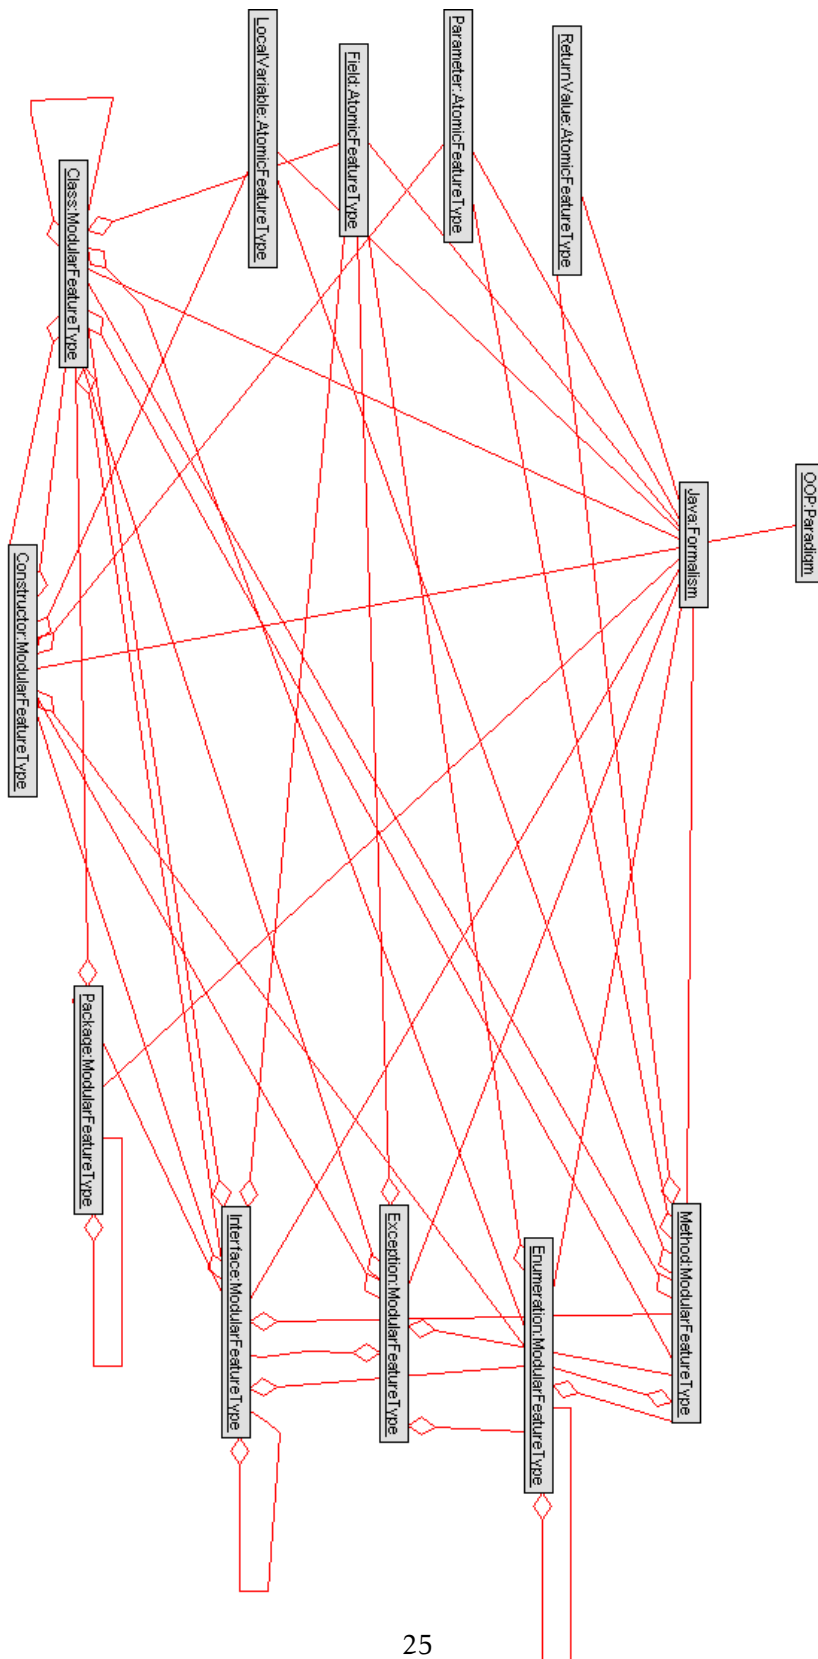 OOP:Paradigm
Java:Formalism
ReturnValue:AtomicFeatureType
Parameter:AtomicFeatureType
Field:AtomicFeatureType
LocalVariable:AtomicFeatureType
Class:ModularFeatureType
Constructor:ModularFeatureType
Method:ModularFeatureType
Enumeration:ModularFeatureType
Exception:ModularFeatureType
Interface:ModularFeatureType
Package:ModularFeatureType
25